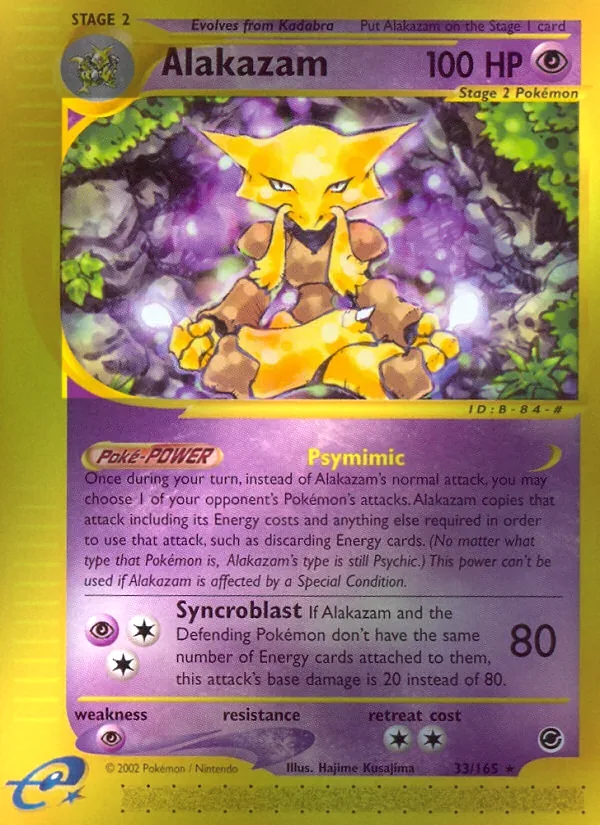 STAGE 2 Evolves from Kadabra Put Alakazam on the Stage 1 card
Alakazam 100 HP
Stage 2 Pokémon
ID:B-84-#
Poké-POWER Psymimic
Once during your turn, instead of Alakazam's normal attack, you may
choose 1 of your opponent's Pokémon's attacks. Alakazam copies that
attack including its Energy costs and anything else required in order
to use that attack, such as discarding Energy cards. (No matter what
type that Pokémon is, Alakazam's type is still Psychic.) This power can't be
used if Alakazam is affected by a Special Condition.
Syncroblast If Alakazam and the
Defending Pokémon don't have the same
number of Energy cards attached to them,
this attack's base damage is 20 instead of 80.
80
weakness resistance retreat cost
© 2002 Pokémon / Nintendo Illus. Hajime Kusajima 33/165 ★
e